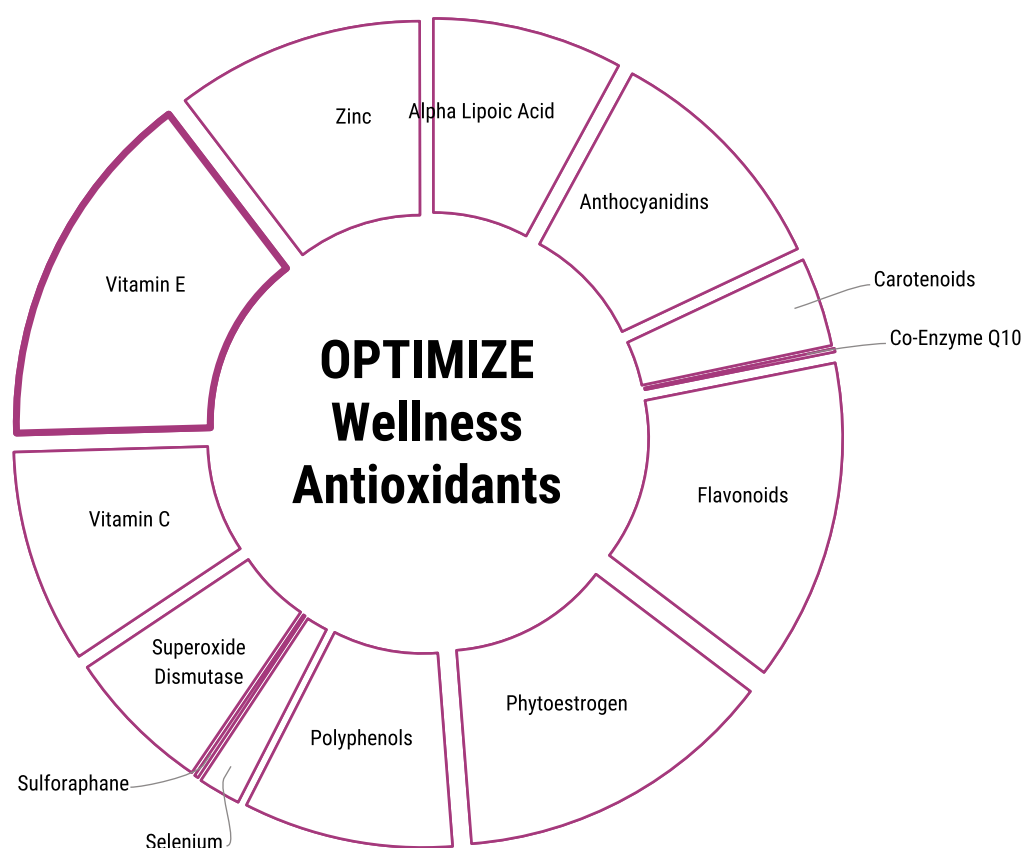 OPTIMIZE
Wellness
Antioxidants
Alpha Lipoic Acid
Anthocyanidins
Carotenoids
Co-Enzyme Q10
Flavonoids
Phytoestrogen
Polyphenols
Selenium
Sulforaphane
Superoxide
Dismutase
Vitamin C
Vitamin E
Zinc